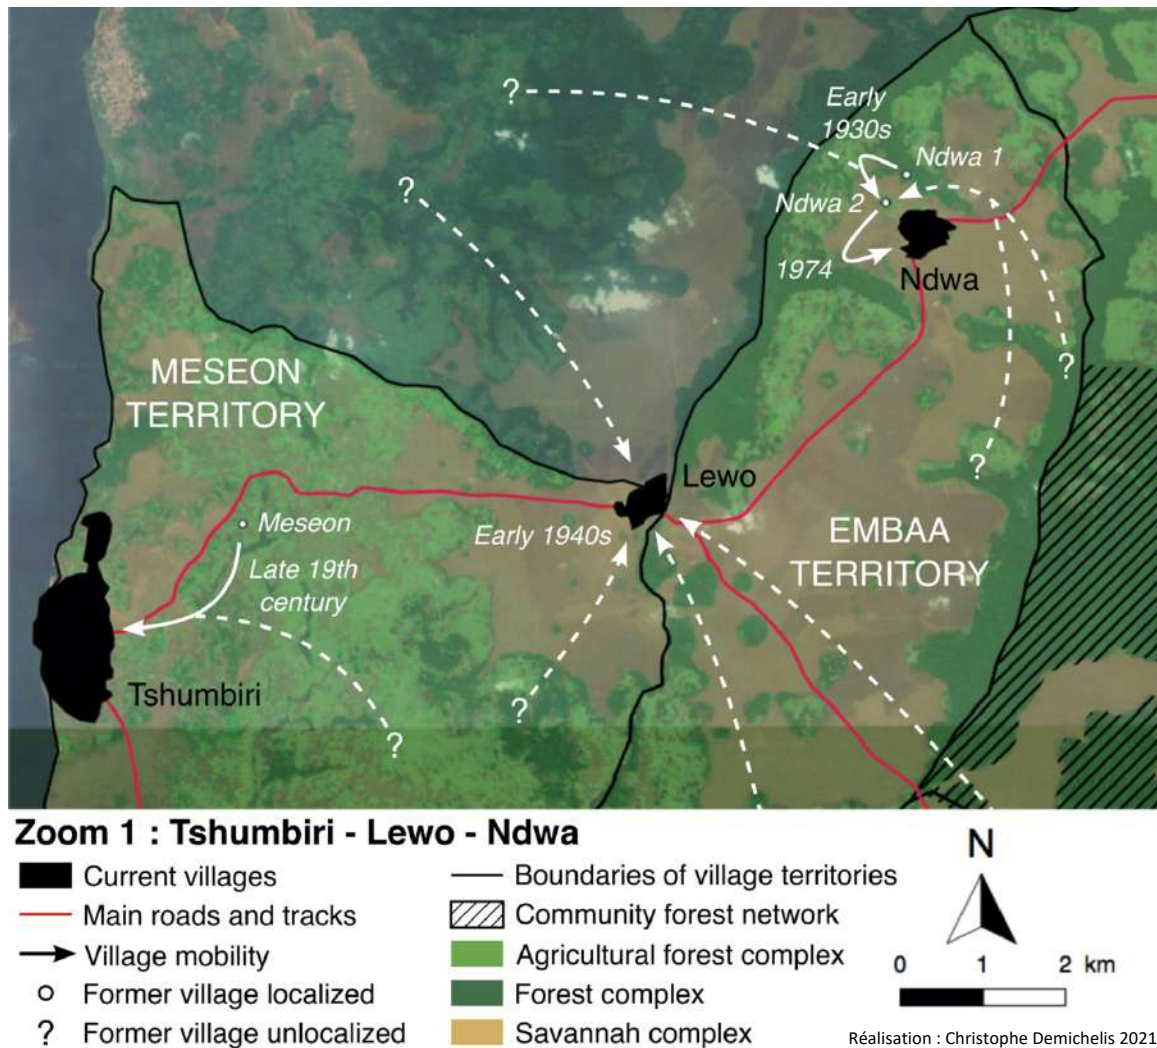 ?
Early
1930s
Ndwa 1
?
Ndwa 2
1974
Ndwa
MESEON
TERRITORY
?
?
Lewo
Meseon
Early 1940s
EMBAA
TERRITORY
Late 19th
century
Tshumbiri
?
?
Zoom 1 : Tshumbiri - Lewo - Ndwa
Current villages
Main roads and tracks
Village mobility
Former village localized
? Former village unlocalized
Boundaries of village territories
Community forest network
Agricultural forest complex
Forest complex
Savannah complex
N
0 1 2 km
Réalisation : Christophe Demichelis 2021